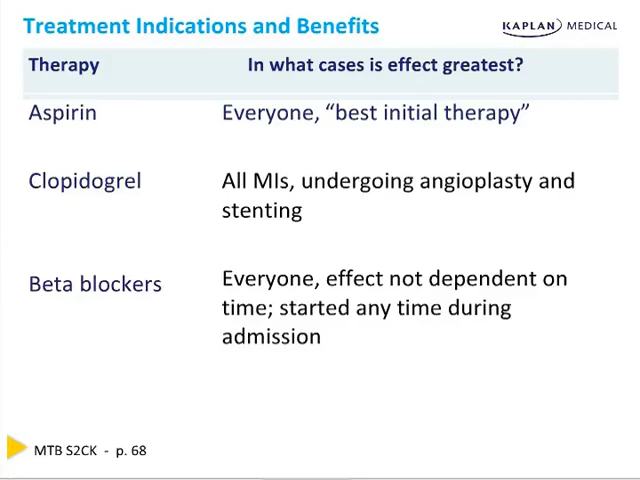 Treatment Indications and Benefits
KAPLAN MEDICAL
Therapy In what cases is effect greatest?
Aspirin Everyone, “best initial therapy”
Clopidogrel All MIs, undergoing angioplasty and
stenting
Beta blockers Everyone, effect not dependent on
time; started any time during
admission
MTB S2CK - p. 68